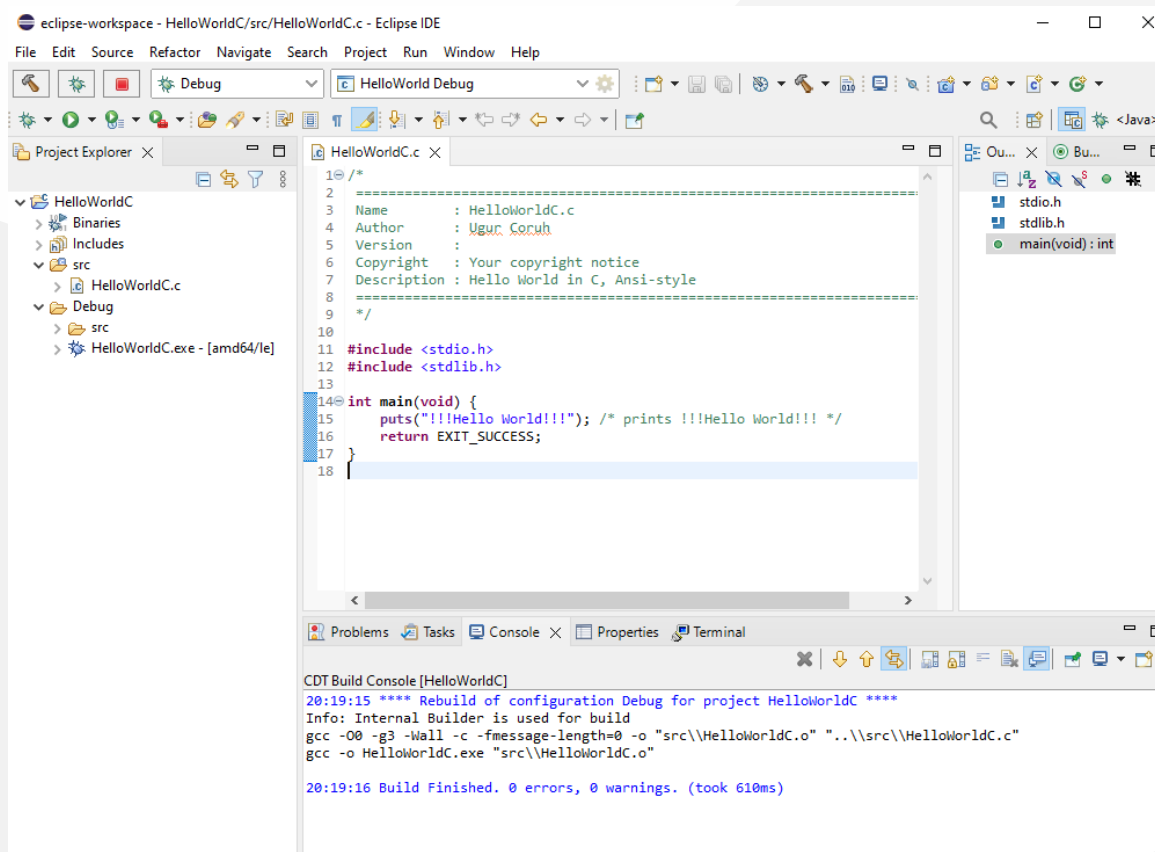 eclipse-workspace - HelloWorldC/src/HelloWorldC.c - Eclipse IDE
File Edit Source Refactor Navigate Search Project Run Window Help
Debug
HelloWorld Debug
<Java>
Project Explorer
HelloWorldC
Binaries
Includes
src
HelloWorldC.c
Debug
src
HelloWorldC.exe - [amd64/le]
HelloWorldC.c
1 /*
2 ============================================================================
3 Name : HelloWorldC.c
4 Author : Ugur Coruh
5 Version :
6 Copyright : Your copyright notice
7 Description : Hello World in C, Ansi-style
8 ============================================================================
9 */
10
11 #include <stdio.h>
12 #include <stdlib.h>
13
14 int main(void) {
15 puts("!!!Hello World!!!"); /* prints !!!Hello World!!! */
16 return EXIT_SUCCESS;
17 }
18
Ou... Bu...
stdio.h
stdlib.h
main(void) : int
Problems Tasks Console Properties Terminal
CDT Build Console [HelloWorldC]
20:19:15 **** Rebuild of configuration Debug for project HelloWorldC ****
Info: Internal Builder is used for build
gcc -O0 -g3 -Wall -c -fmessage-length=0 -o "src\\HelloWorldC.o" "..\\src\\HelloWorldC.c"
gcc -o HelloWorldC.exe "src\\HelloWorldC.o"
20:19:16 Build Finished. 0 errors, 0 warnings. (took 610ms)